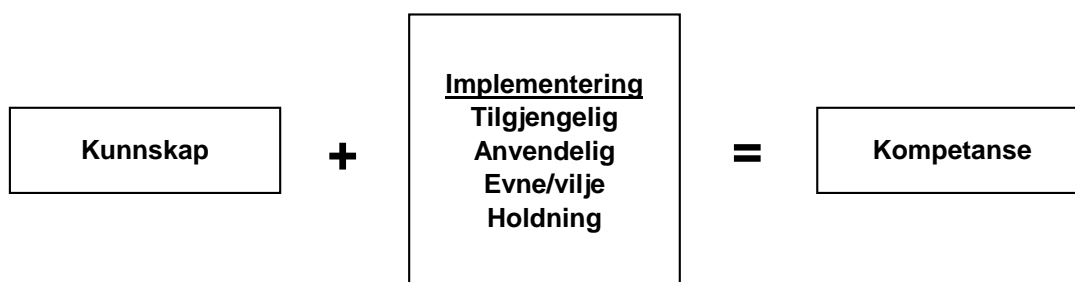 Kunnskap
+
Implementering
Tilgjengelig
Anvendelig
Evne/vilje
Holdning
=
Kompetanse